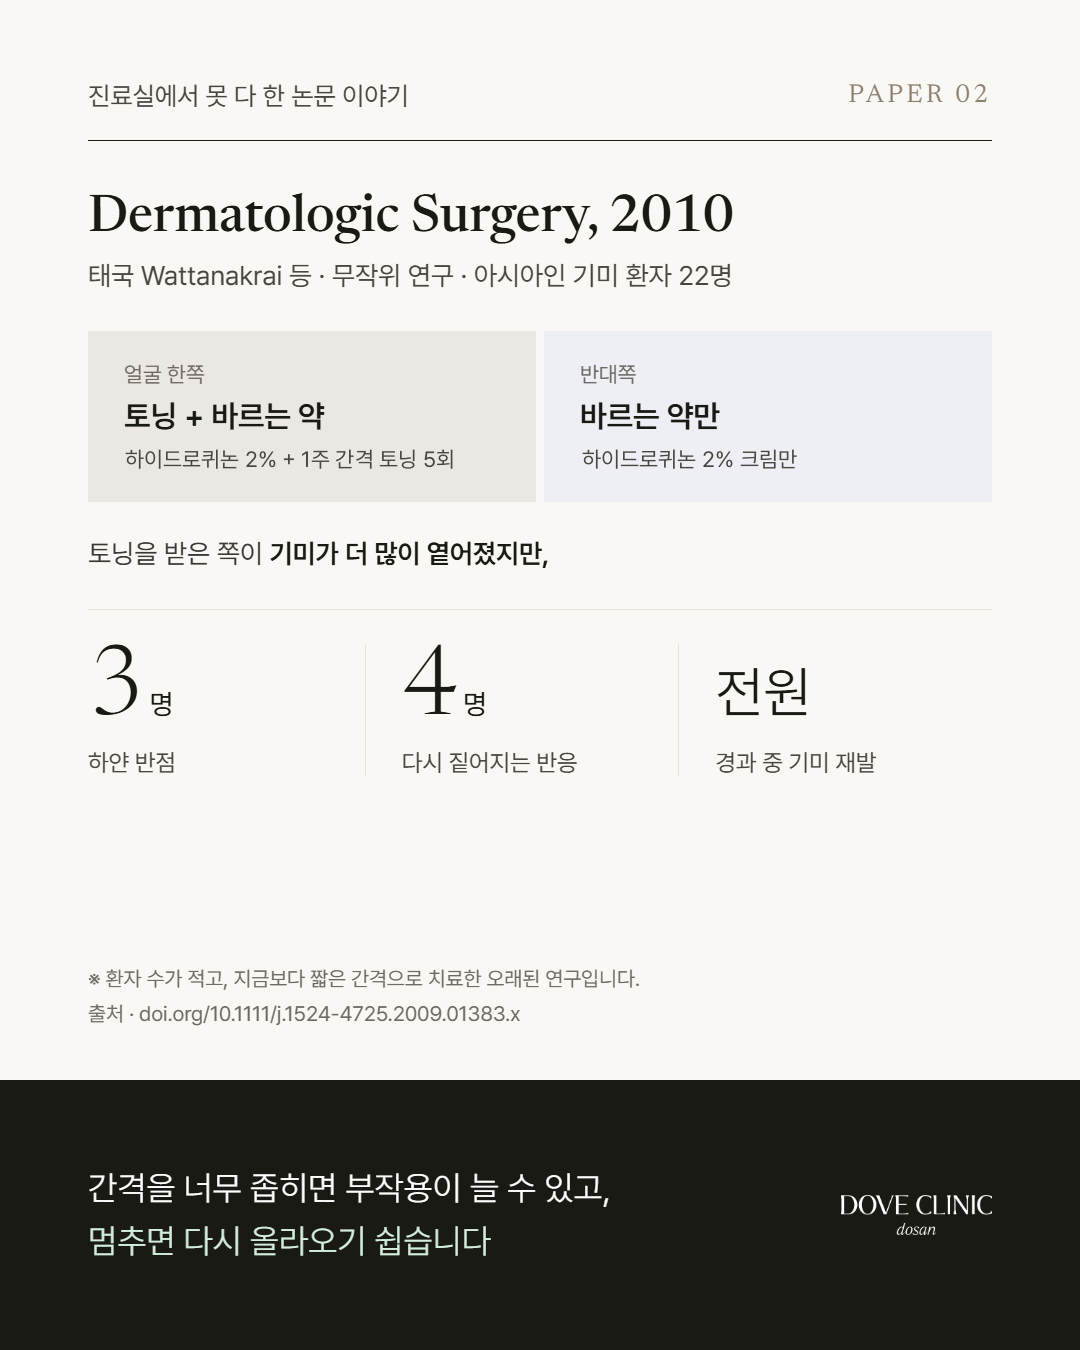 진료실에서 못 다 한 논문 이야기
PAPER 02
Dermatologic Surgery, 2010
태국 Wattanakrai 등 · 무작위 연구 · 아시아인 기미 환자 22명
얼굴 한쪽
토닝 + 바르는 약
하이드로퀴논 2% + 1주 간격 토닝 5회
반대쪽
바르는 약만
하이드로퀴논 2% 크림만
토닝을 받은 쪽이 기미가 더 많이 옅어졌지만,
3명
하얀 반점
4명
다시 짙어지는 반응
전원
경과 중 기미 재발
※ 환자 수가 적고, 지금보다 짧은 간격으로 치료한 오래된 연구입니다.
출처 · doi.org/10.1111/j.1524-4725.2009.01383.x
간격을 너무 좁히면 부작용이 늘 수 있고,
멈추면 다시 올라오기 쉽습니다
DOVE CLINIC
dosan